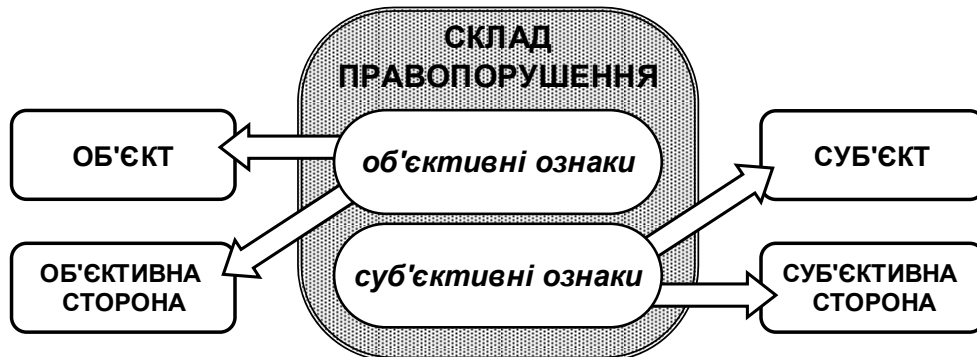 СКЛАД
ПРАВОПОРУШЕННЯ
ОБ'ЄКТ
об'єктивні ознаки
СУБ'ЄКТ
ОБ'ЄКТИВНА
СТОРОНА
суб'єктивні ознаки
СУБ'ЄКТИВНА
СТОРОНА